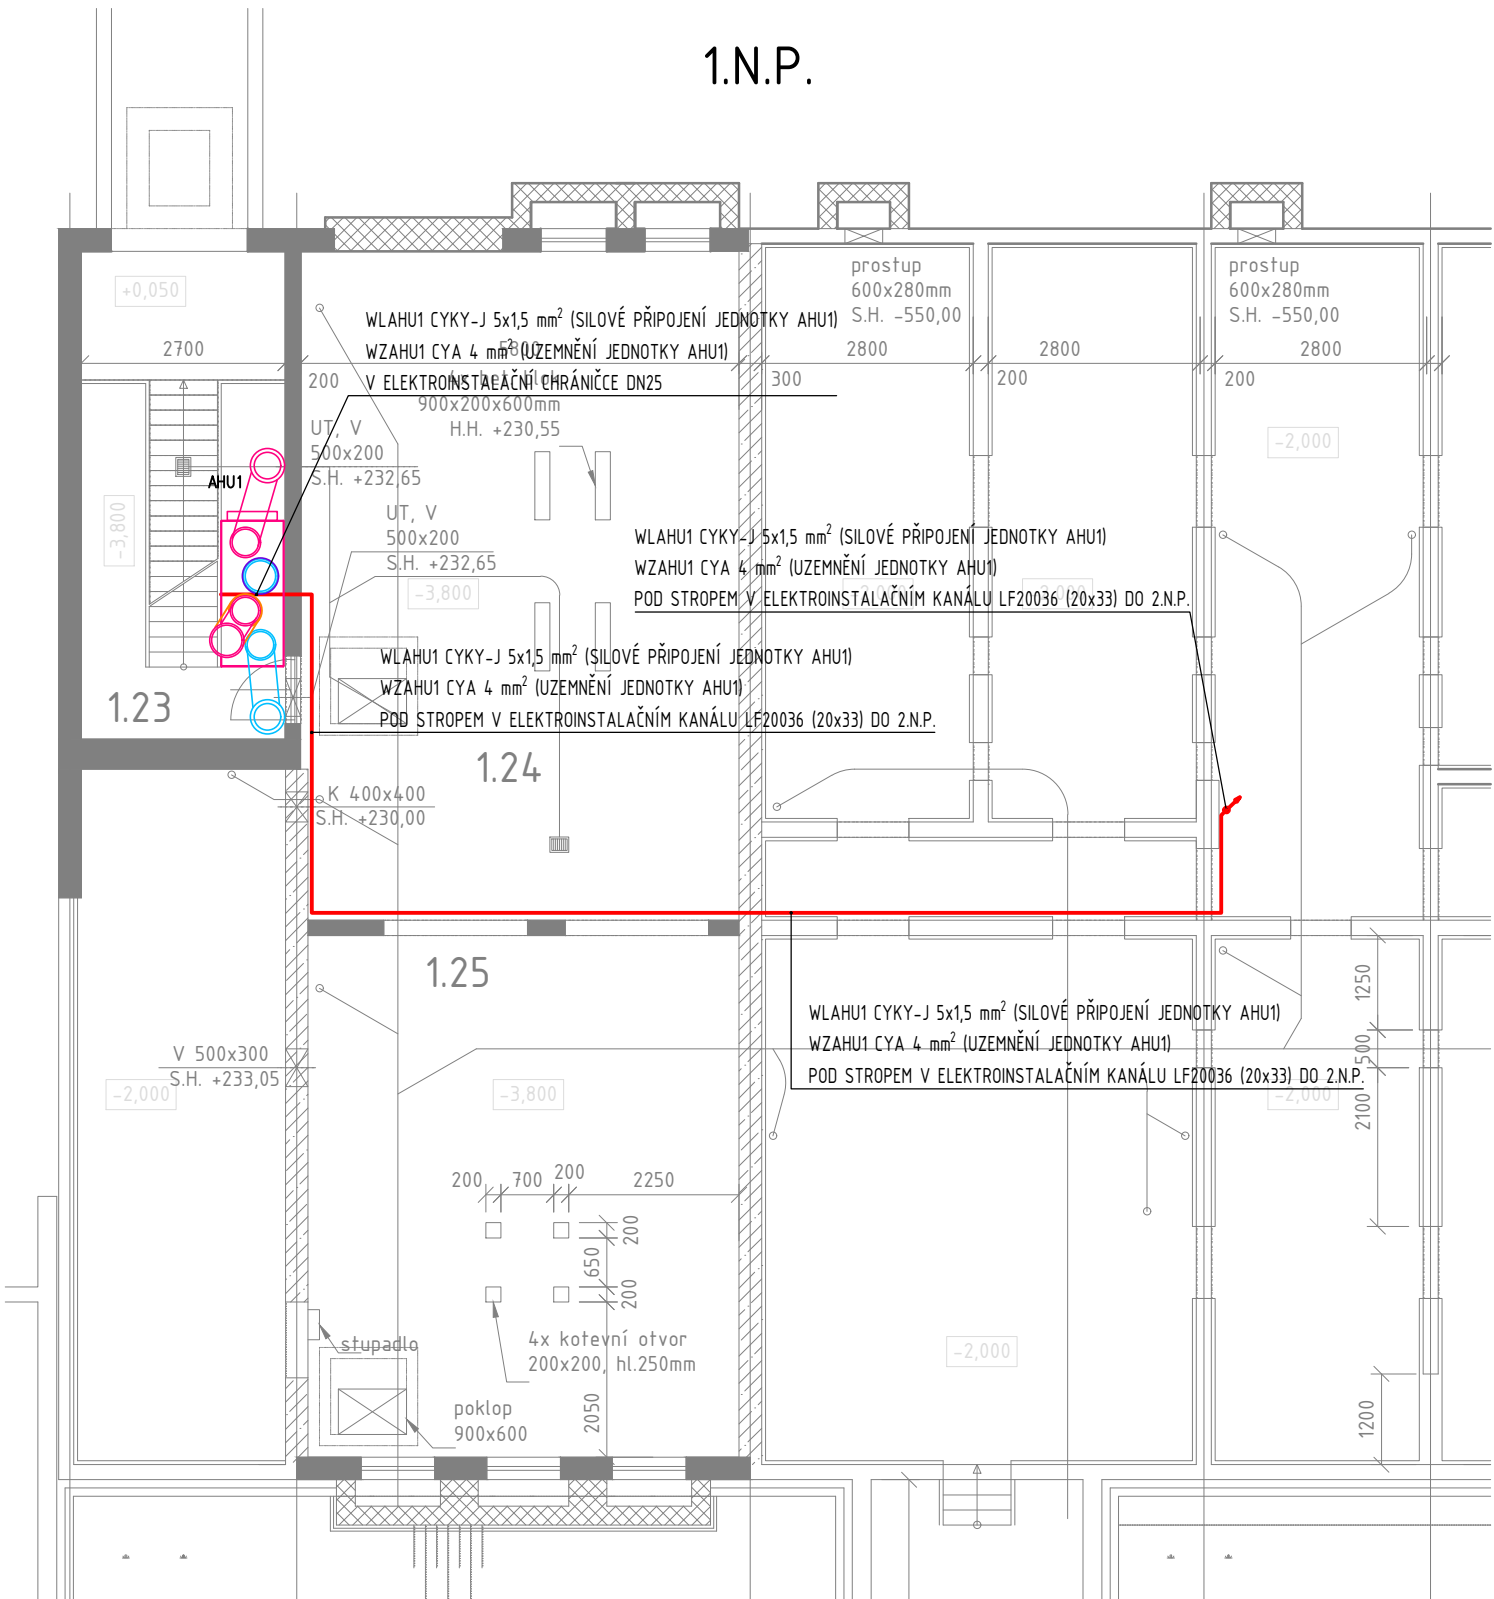 1.N.P.
+0,050
prostup
600x280mm
S.H. -550,00
prostup
600x280mm
S.H. -550,00
WLAHU1 CYKY-J 5x1,5 mm² (SILOVÉ PŘIPOJENÍ JEDNOTKY AHU1)
WZAHU1 CYA 4 mm² (UZEMNĚNÍ JEDNOTKY AHU1)
V ELEKTROINSTALAČNÍ CHRÁNIČCE DN25
2700
5800
2800
2800
2800
200
300
200
200
900x200x600mm
H.H. +230,55
UT, V
500x200
S.H. +232,65
-2,000
AHU1
UT, V
500x200
S.H. +232,65
-3,800
-3,800
WLAHU1 CYKY-J 5x1,5 mm² (SILOVÉ PŘIPOJENÍ JEDNOTKY AHU1)
WZAHU1 CYA 4 mm² (UZEMNĚNÍ JEDNOTKY AHU1)
POD STROPEM V ELEKTROINSTALAČNÍM KANÁLU LF20036 (20x33) DO 2.N.P.
WLAHU1 CYKY-J 5x1,5 mm² (SILOVÉ PŘIPOJENÍ JEDNOTKY AHU1)
WZAHU1 CYA 4 mm² (UZEMNĚNÍ JEDNOTKY AHU1)
POD STROPEM V ELEKTROINSTALAČNÍM KANÁLU LF20036 (20x33) DO 2.N.P.
1.23
1.24
K 400x400
S.H. +230,00
1.25
1250
500
2100
WLAHU1 CYKY-J 5x1,5 mm² (SILOVÉ PŘIPOJENÍ JEDNOTKY AHU1)
WZAHU1 CYA 4 mm² (UZEMNĚNÍ JEDNOTKY AHU1)
POD STROPEM V ELEKTROINSTALAČNÍM KANÁLU LF20036 (20x33) DO 2.N.P.
V 500x300
S.H. +233,05
-2,000
-3,800
-2,000
200
700
200
2250
200
650
200
2050
stupadlo
4x kotevní otvor
200x200, hl.250mm
-2,000
poklop
900x600
1200